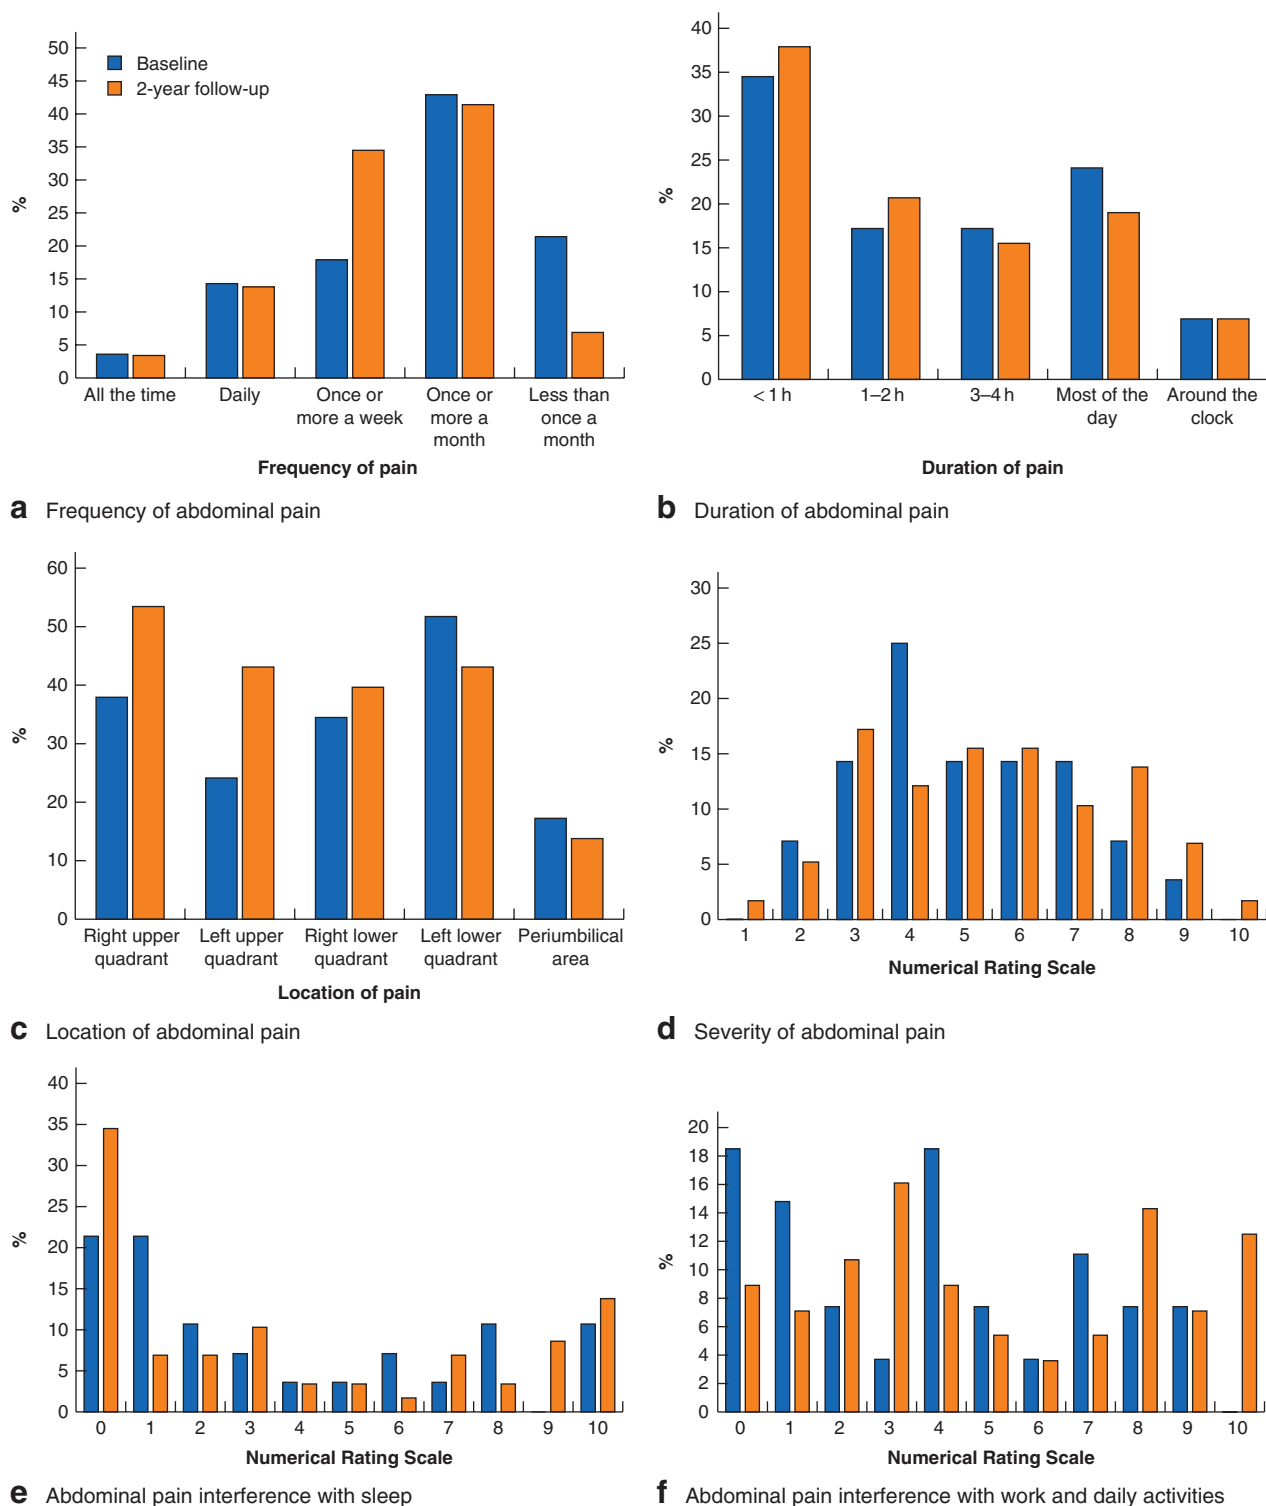 50
45
40
35
30
25
20
15
10
5
0
%
Baseline
2-year follow-up
All the time
Daily
Once or
more a week
Once or
more a
month
Less than
once a
month
Frequency of pain
a Frequency of abdominal pain
40
35
30
25
20
15
10
5
0
%
< 1 h
1–2 h
3–4 h
Most of the
day
Around the
clock
Duration of pain
b Duration of abdominal pain
60
50
40
30
20
10
0
%
Right upper
quadrant
Left upper
quadrant
Right lower
quadrant
Left lower
quadrant
Periumbilical
area
Location of pain
c Location of abdominal pain
30
25
20
15
10
5
0
%
1 2 3 4 5 6 7 8 9 10
Numerical Rating Scale
d Severity of abdominal pain
40
35
30
25
20
15
10
5
0
%
0 1 2 3 4 5 6 7 8 9 10
Numerical Rating Scale
e Abdominal pain interference with sleep
20
18
16
14
12
10
8
6
4
2
0
%
0 1 2 3 4 5 6 7 8 9 10
Numerical Rating Scale
f Abdominal pain interference with work and daily activities